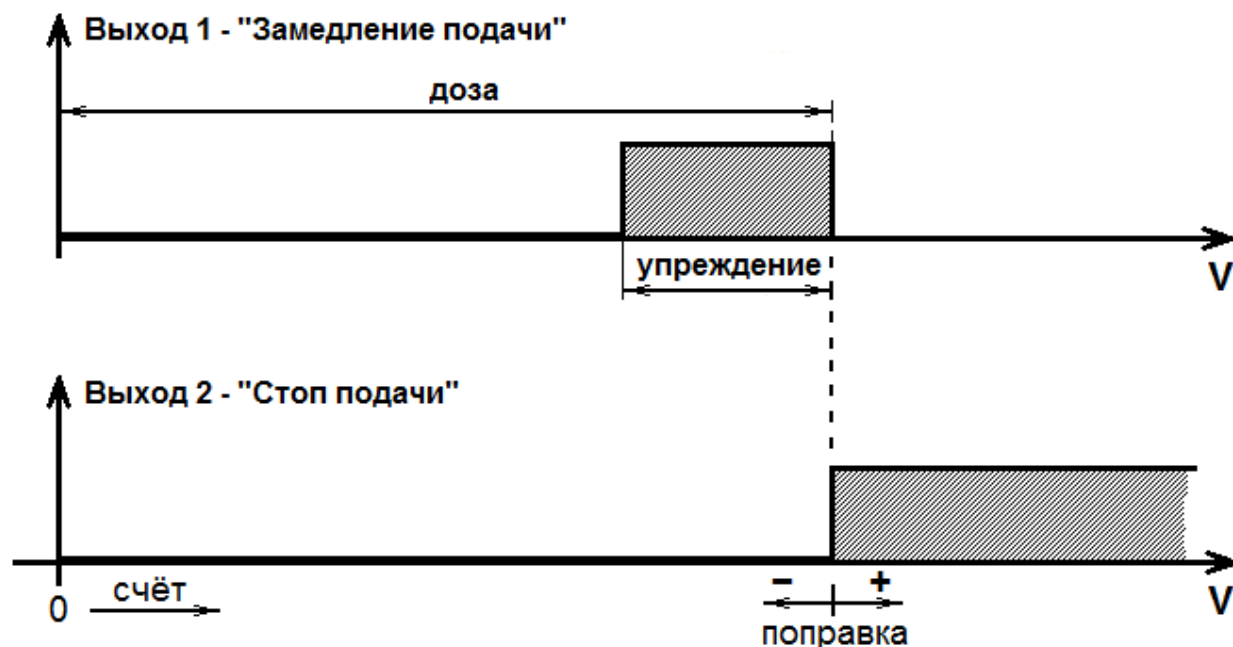 Выход 1 - "Замедление подачи"
доза
упреждение
V
Выход 2 - "Стоп подачи"
0 счёт
− +
V
поправка